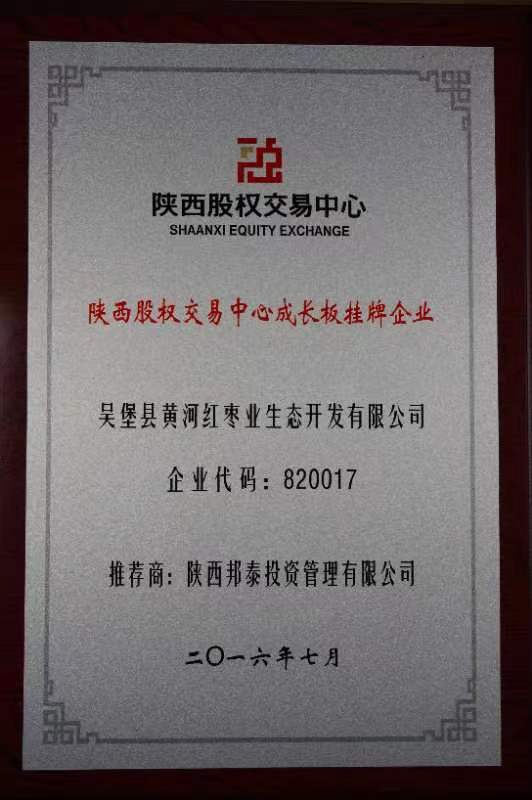 陕西股权交易中心
SHAANXI EQUITY EXCHANGE
陕西股权交易中心成长板挂牌企业
吴堡县黄河红枣业生态开发有限公司
企业代码：820017
推荐商：陕西邦泰投资管理有限公司
二〇一六年七月